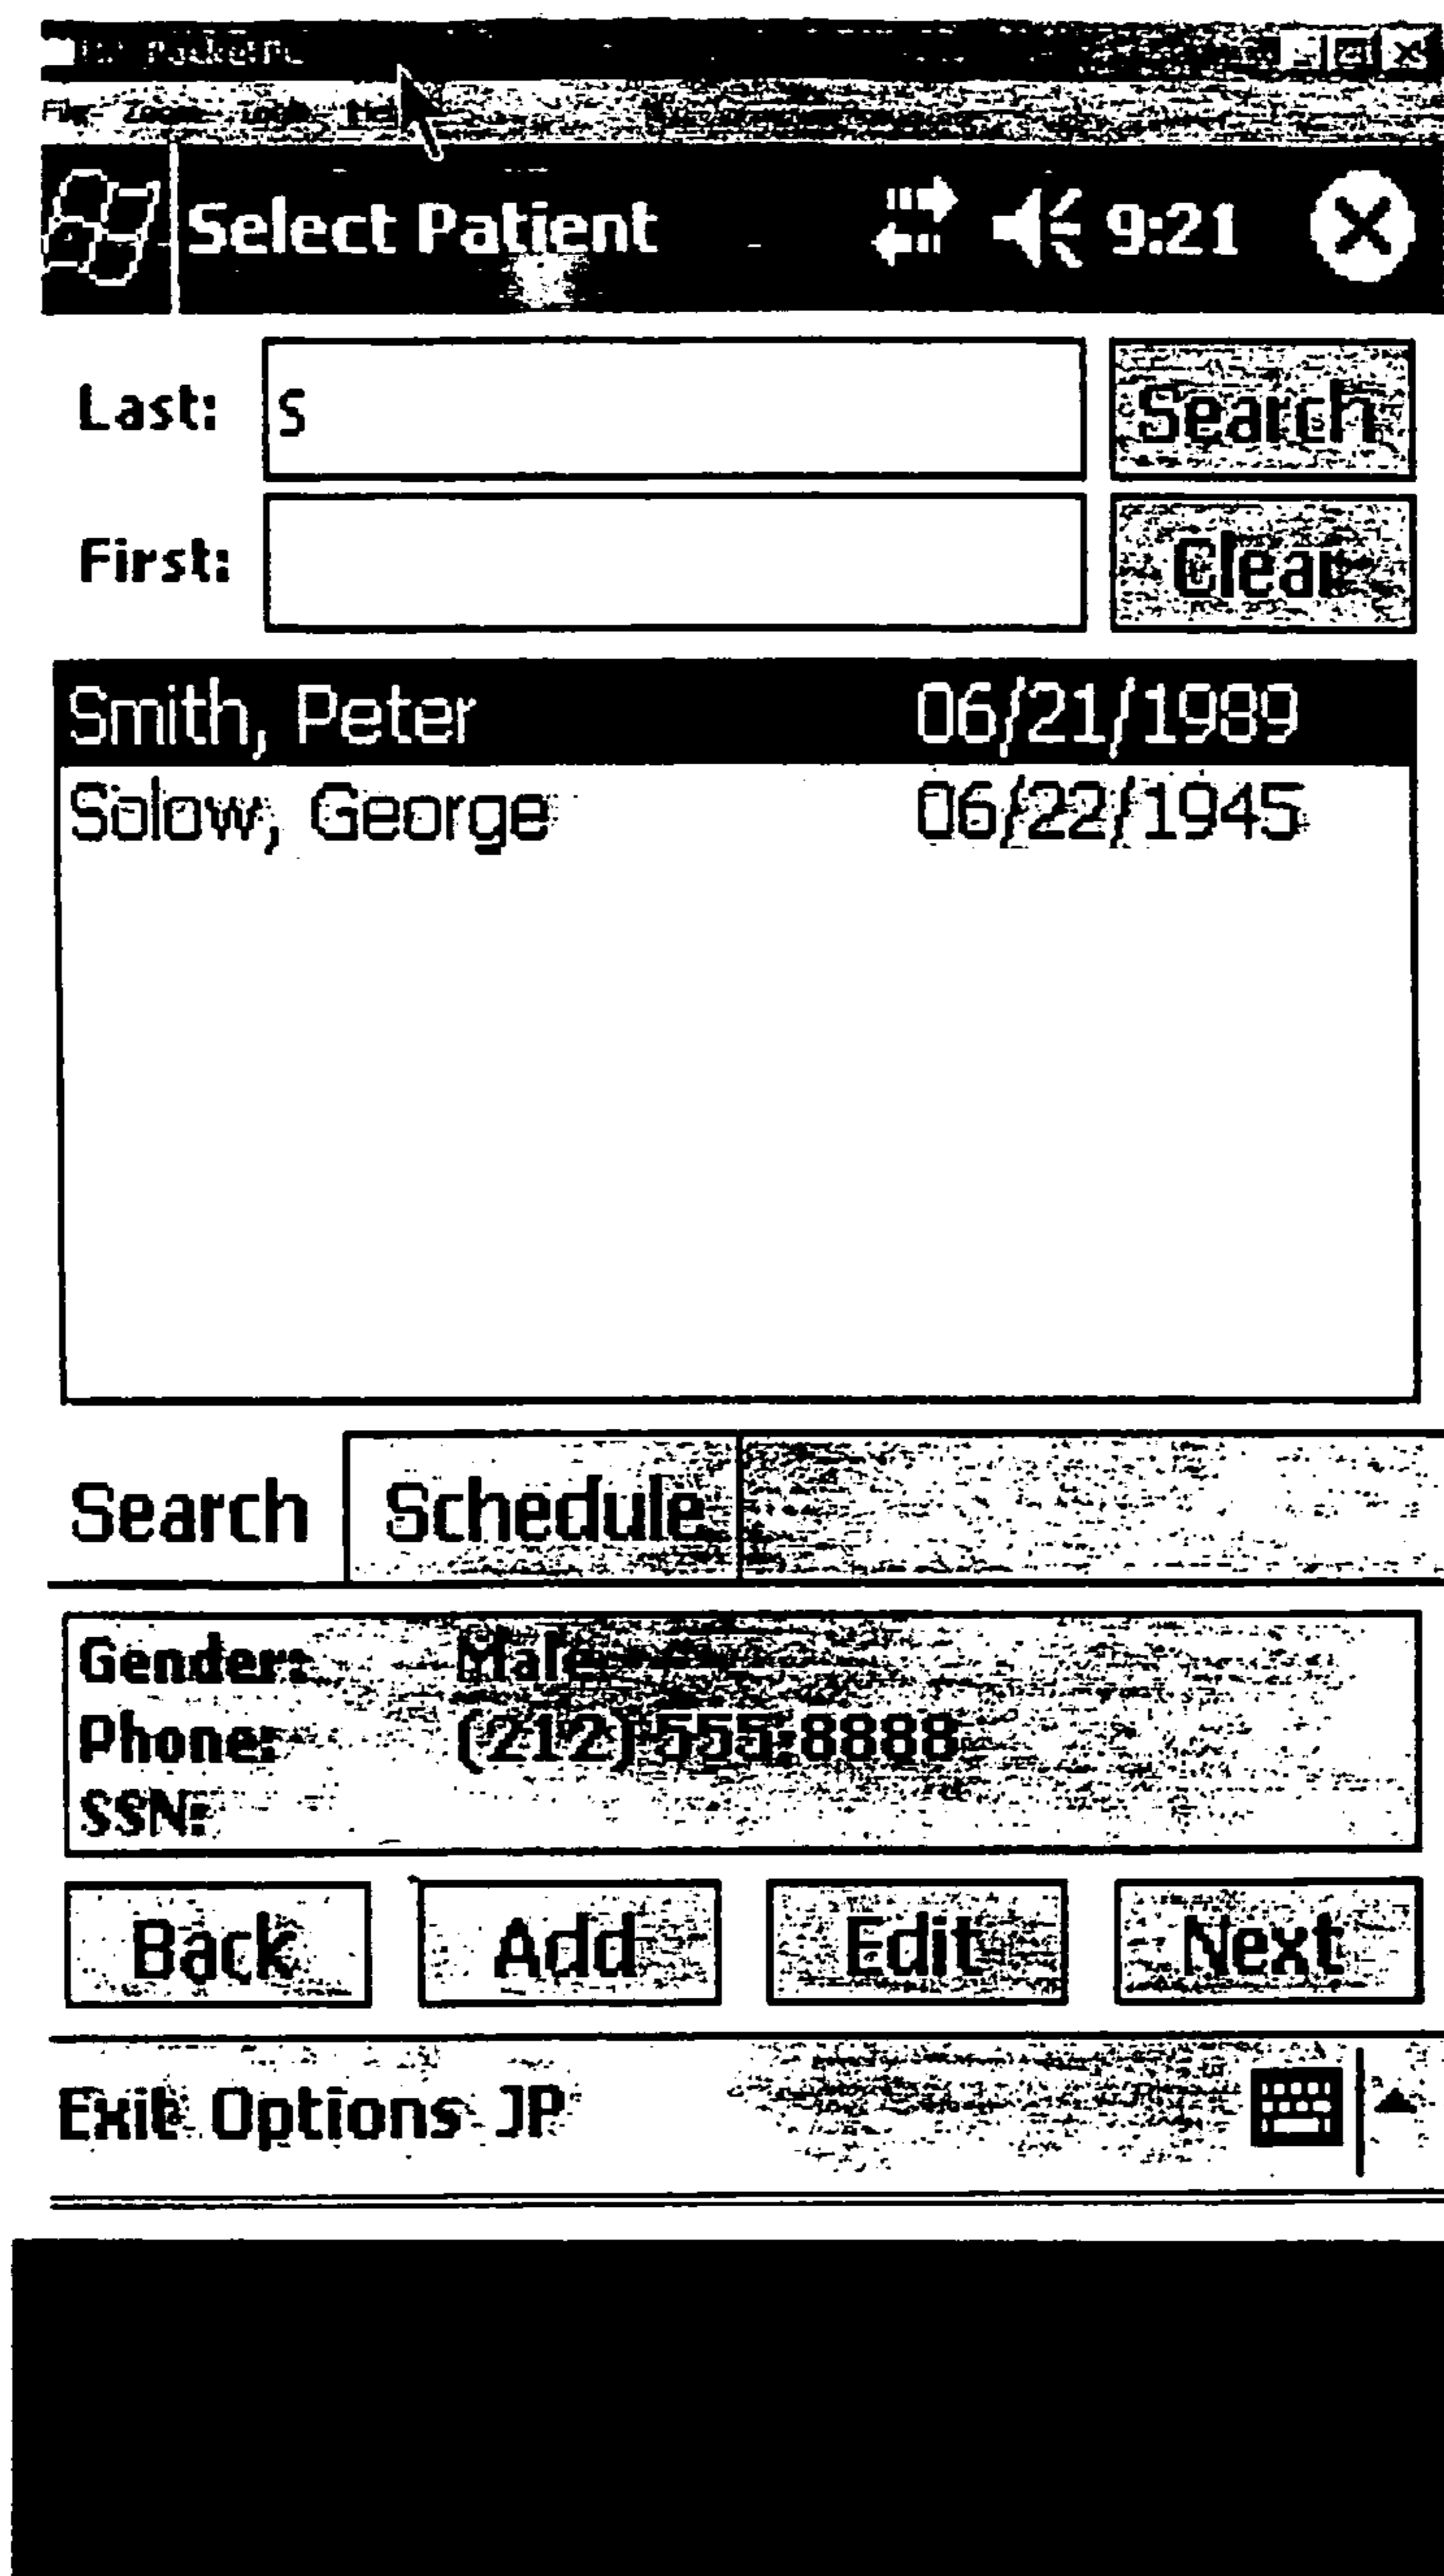 Select Patient 9:21
Last: S Search
First: Clear
Smith, Peter 06/21/1989
Solow, George 06/22/1945
Search Schedule
Gender: Male
Phone: (212) 555-8888
SSN:
Back Add Edit Next
Exit Options JP